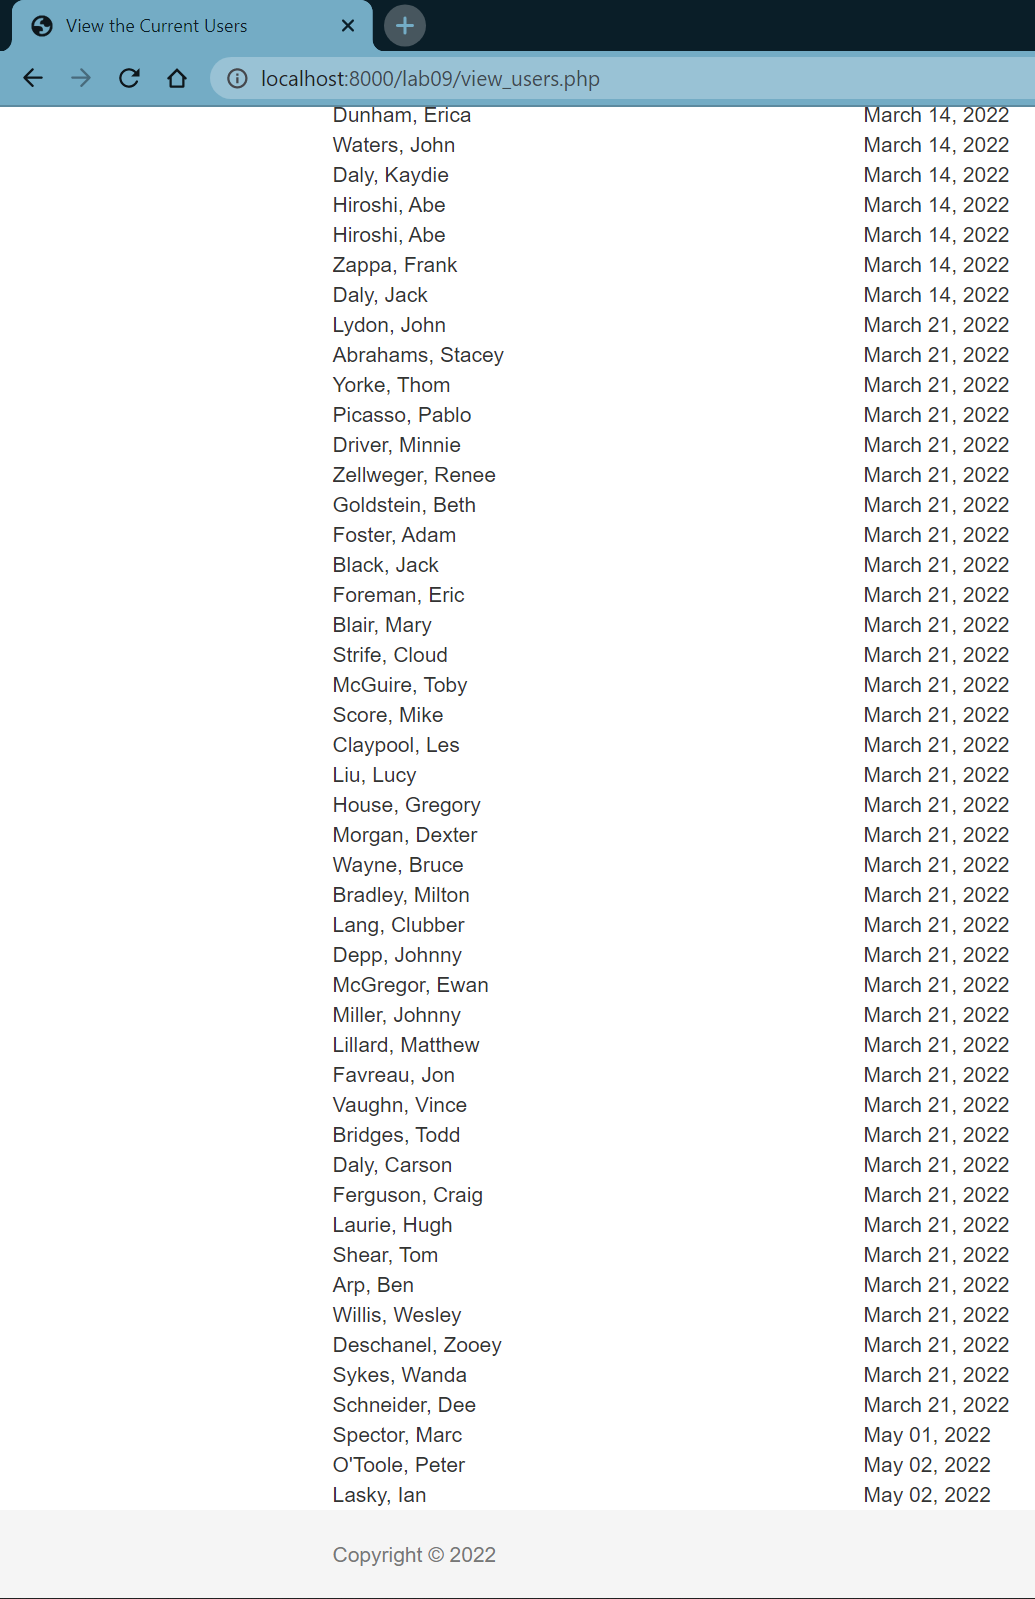 View the Current Users
localhost:8000/lab09/view_users.php
Dunham, Erica March 14, 2022
Waters, John March 14, 2022
Daly, Kaydie March 14, 2022
Hiroshi, Abe March 14, 2022
Hiroshi, Abe March 14, 2022
Zappa, Frank March 14, 2022
Daly, Jack March 14, 2022
Lydon, John March 21, 2022
Abrahams, Stacey March 21, 2022
Yorke, Thom March 21, 2022
Picasso, Pablo March 21, 2022
Driver, Minnie March 21, 2022
Zellweger, Renee March 21, 2022
Goldstein, Beth March 21, 2022
Foster, Adam March 21, 2022
Black, Jack March 21, 2022
Foreman, Eric March 21, 2022
Blair, Mary March 21, 2022
Strife, Cloud March 21, 2022
McGuire, Toby March 21, 2022
Score, Mike March 21, 2022
Claypool, Les March 21, 2022
Liu, Lucy March 21, 2022
House, Gregory March 21, 2022
Morgan, Dexter March 21, 2022
Wayne, Bruce March 21, 2022
Bradley, Milton March 21, 2022
Lang, Clubber March 21, 2022
Depp, Johnny March 21, 2022
McGregor, Ewan March 21, 2022
Miller, Johnny March 21, 2022
Lillard, Matthew March 21, 2022
Favreau, Jon March 21, 2022
Vaughn, Vince March 21, 2022
Bridges, Todd March 21, 2022
Daly, Carson March 21, 2022
Ferguson, Craig March 21, 2022
Laurie, Hugh March 21, 2022
Shear, Tom March 21, 2022
Arp, Ben March 21, 2022
Willis, Wesley March 21, 2022
Deschanel, Zooey March 21, 2022
Sykes, Wanda March 21, 2022
Schneider, Dee March 21, 2022
Spector, Marc May 01, 2022
O'Toole, Peter May 02, 2022
Lasky, Ian May 02, 2022
Copyright © 2022